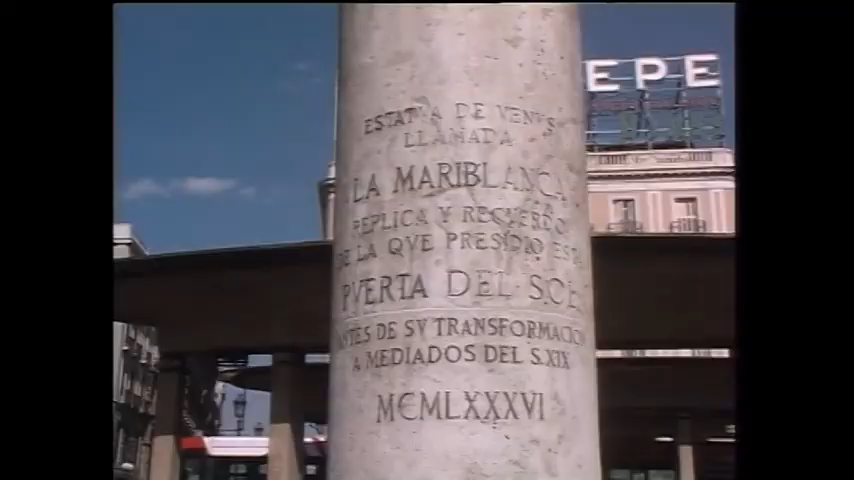 ESTATVA DE VENVS
LLAMADA
LA MARIBLANCA
REPLICA Y RECUERDO
DE LA QVE PRESIDIO ESTA
PVERTA DEL SOL
ANTES DE SV TRANSFORMACION
A MEDIADOS DEL S.XIX
MCMLXXXVI
EPE